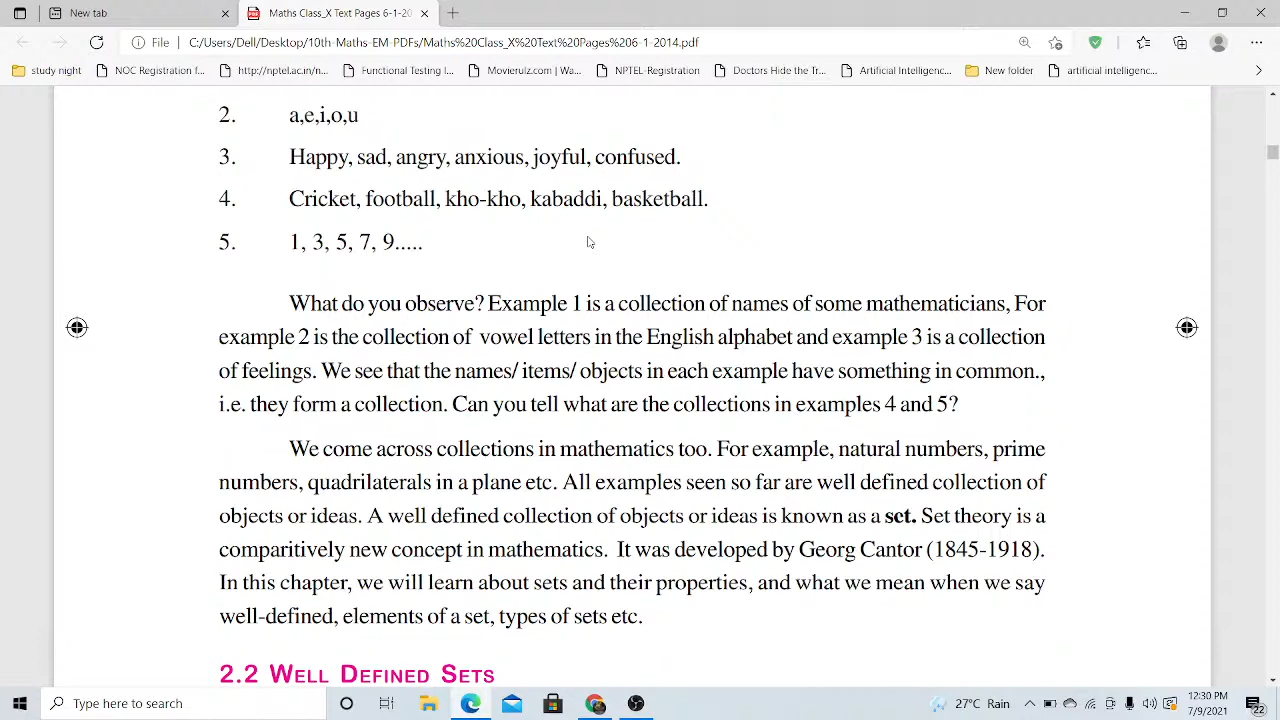 New tab
Maths Class_X Text Pages 6-1-20
File C:/Users/Dell/Desktop/10th-Maths-EM-PDFs/Maths%20Class_X%20Text%20Pages%206-1-2014.pdf
study night NOC Registration f... http://nptel.ac.in/n... Functional Testing I... Movierulz.com | Wa... NPTEL-Registration Doctors Hide the Tr... Artificial Intelligenc... New folder artificial intelligenc...
2. a,e,i,o,u
3. Happy, sad, angry, anxious, joyful, confused.
4. Cricket, football, kho-kho, kabaddi, basketball.
5. 1, 3, 5, 7, 9.....
What do you observe? Example 1 is a collection of names of some mathematicians, For
example 2 is the collection of vowel letters in the English alphabet and example 3 is a collection
of feelings. We see that the names/ items/ objects in each example have something in common.,
i.e. they form a collection. Can you tell what are the collections in examples 4 and 5?
We come across collections in mathematics too. For example, natural numbers, prime
numbers, quadrilaterals in a plane etc. All examples seen so far are well defined collection of
objects or ideas. A well defined collection of objects or ideas is known as a set. Set theory is a
comparitively new concept in mathematics. It was developed by Georg Cantor (1845-1918).
In this chapter, we will learn about sets and their properties, and what we mean when we say
well-defined, elements of a set, types of sets etc.
2.2 WELL DEFINED SETS
Type here to search
27°C Rain
12:30 PM
7/9/2021
22